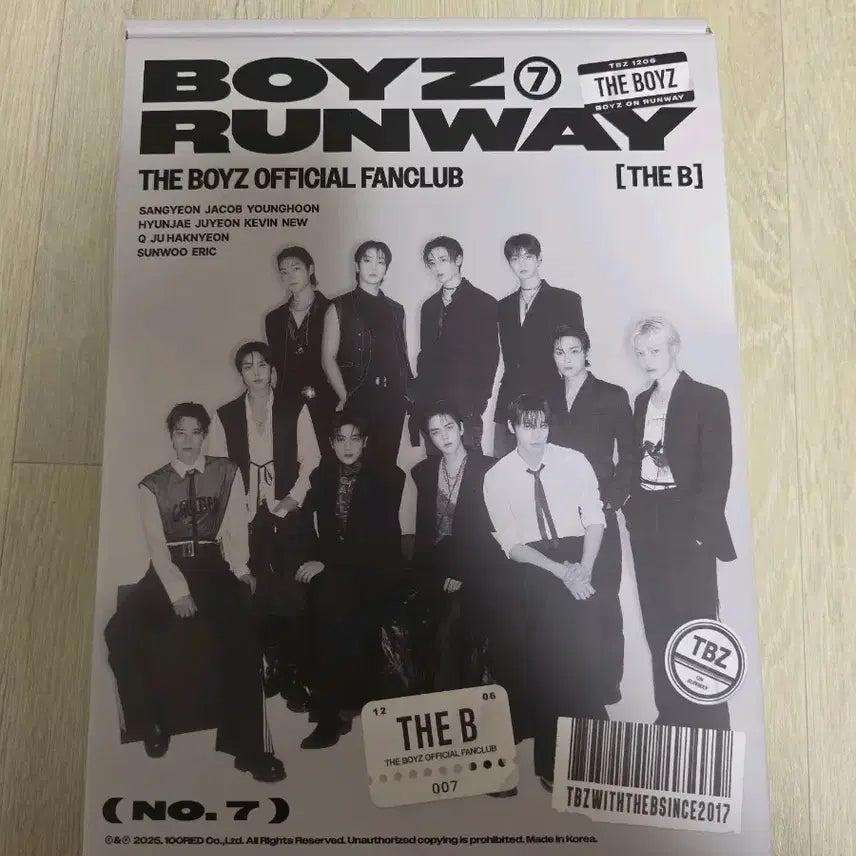 BOYZ ⑦
RUNWAY
TBZ 1206
THE BOYZ
BOYZ ON RUNWAY
THE BOYZ OFFICIAL FANCLUB
[THE B]
SANGYEON JACOB YOUNGHOON
HYUNJAE JUYEON KEVIN NEW
Q JU HAKNYEON
SUNWOO ERIC
TBZ
ON
RUNWAY
12 06
THE B
THE BOYZ OFFICIAL FANCLUB
007
TBZWITHTHEBSINCE2017
( NO. 7 )
©&℗ 2025. 100RED Co.,Ltd. All Rights Reserved. Unauthorized copying is prohibited. Made in Korea.